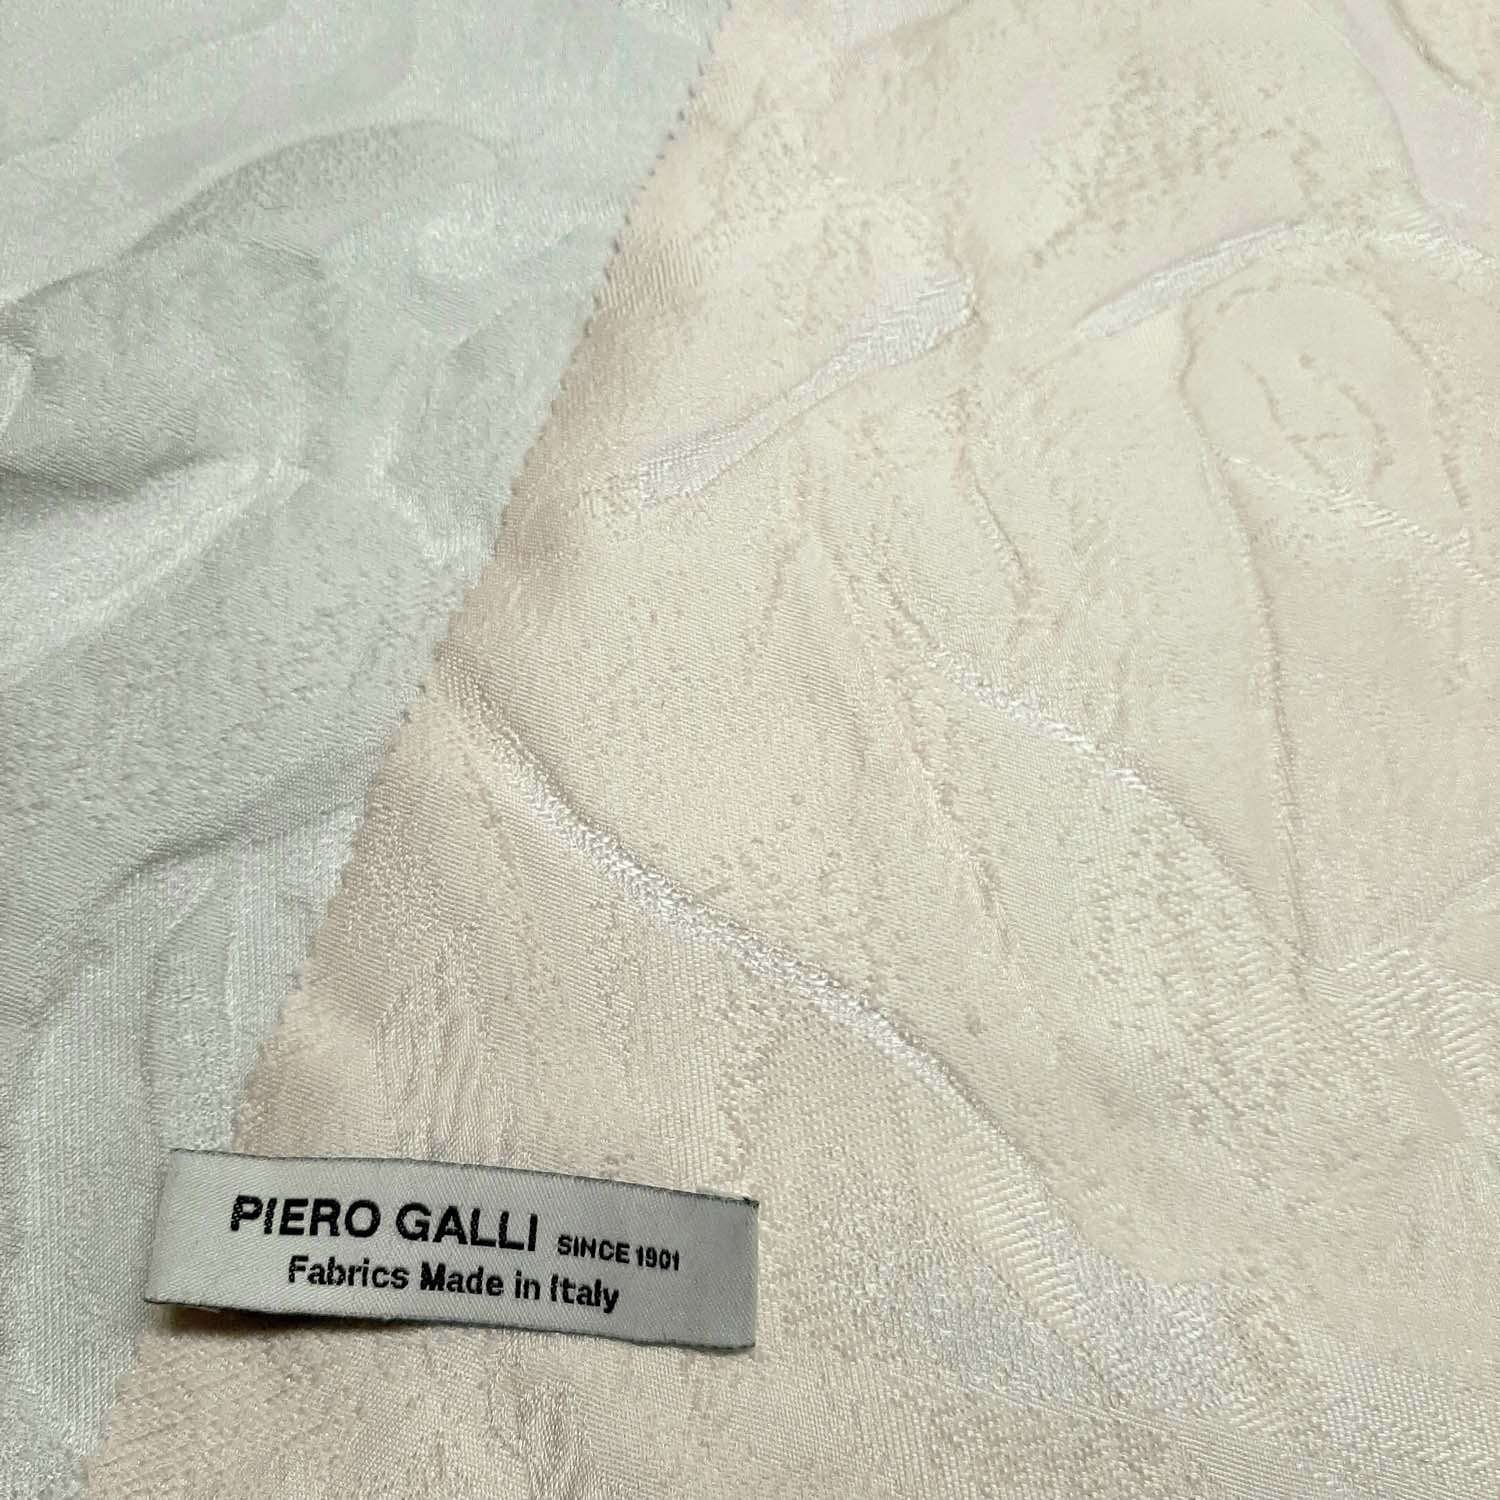 PIERO GALLI SINCE 1901
Fabrics Made in Italy